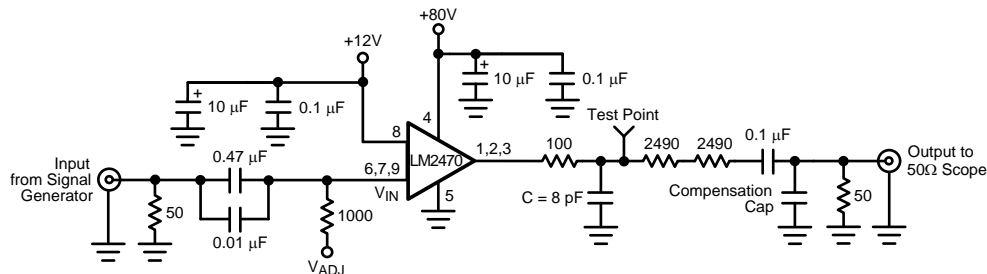 +80V
+12V
+
10 μF
0.1 μF
+
10 μF
0.1 μF
4
8
LM2470
1,2,3
6,7,9
V_IN
5
Input
from Signal
Generator
50
0.47 μF
0.01 μF
1000
V_ADJ
100
Test Point
C = 8 pF
2490
2490
0.1 μF
Compensation
Cap
50
Output to
50Ω Scope